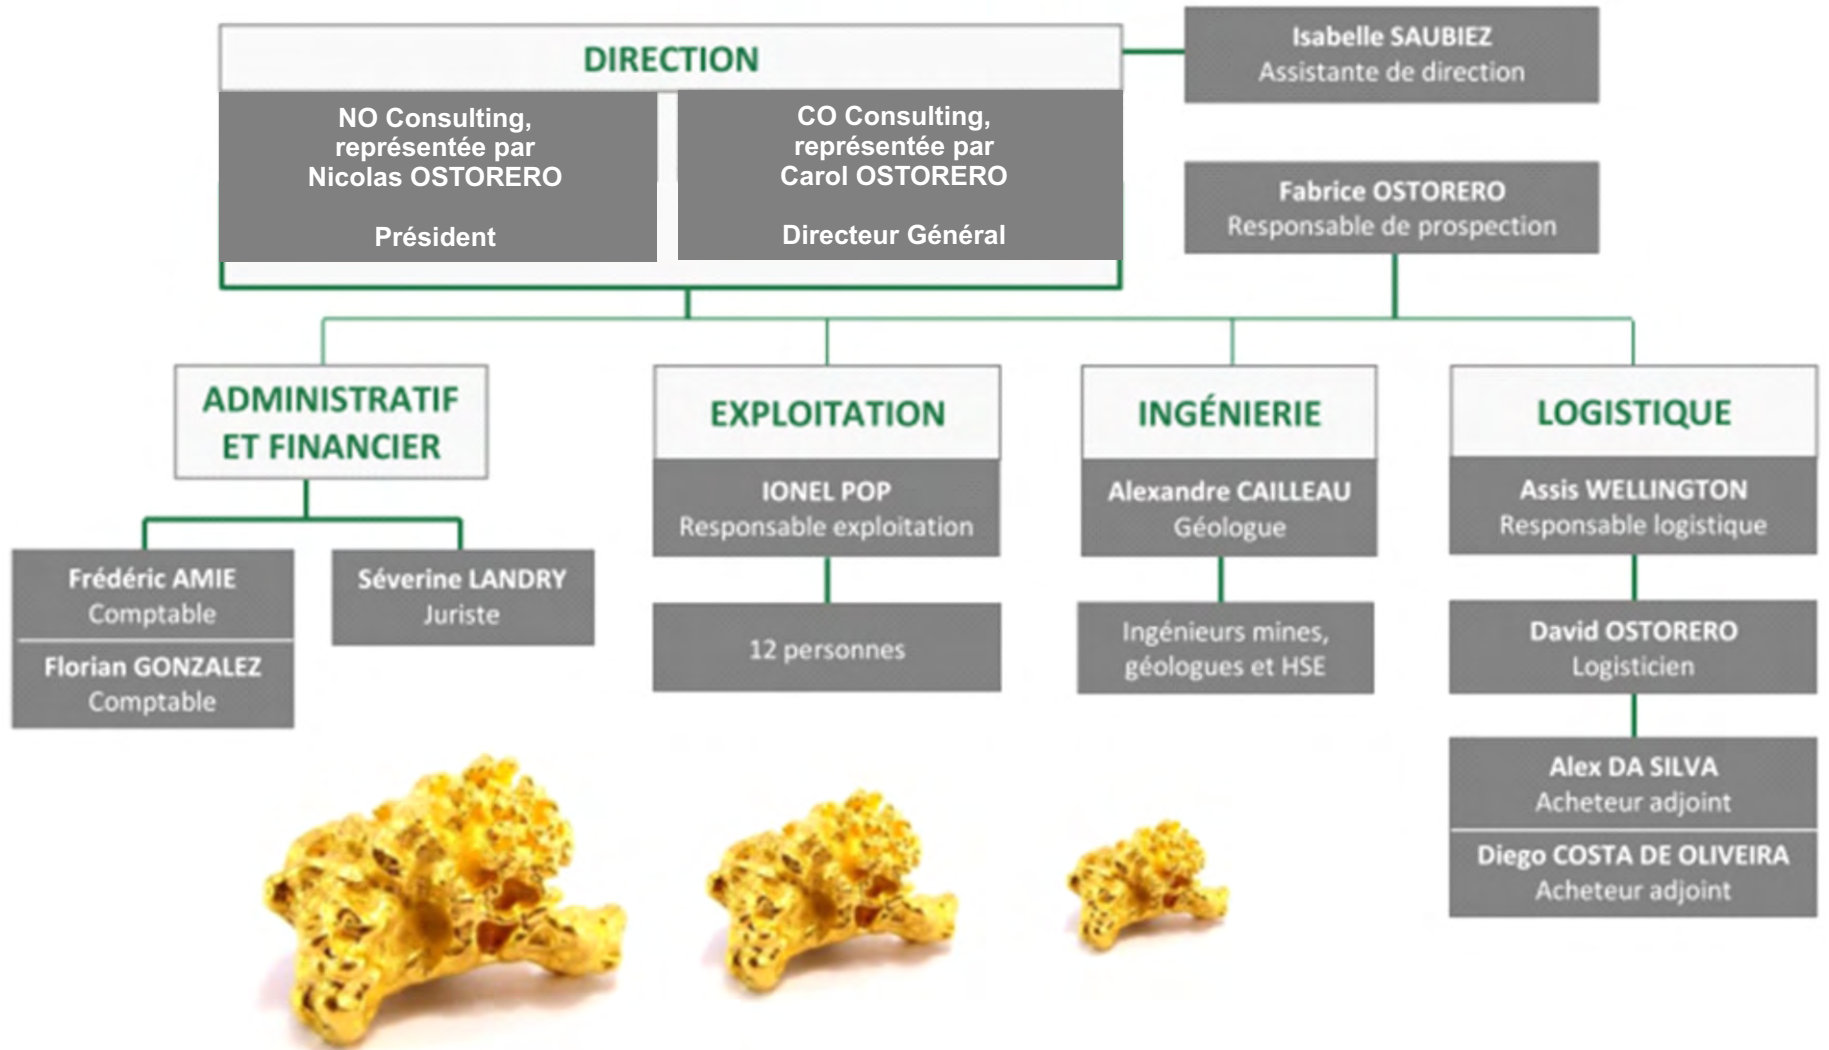 DIRECTION
NO Consulting,
représentée par
Nicolas OSTORERO
Président
CO Consulting,
représentée par
Carol OSTORERO
Directeur Général
Isabelle SAUBIEZ
Assistante de direction
Fabrice OSTORERO
Responsable de prospection
ADMINISTRATIF
ET FINANCIER
Frédéric AMIE
Comptable
Florian GONZALEZ
Comptable
Séverine LANDRY
Juriste
EXPLOITATION
IONEL POP
Responsable exploitation
12 personnes
INGÉNIERIE
Alexandre CAILLEAU
Géologue
Ingénieurs mines,
géologues et HSE
LOGISTIQUE
Assis WELLINGTON
Responsable logistique
David OSTORERO
Logisticien
Alex DA SILVA
Acheteur adjoint
Diego COSTA DE OLIVEIRA
Acheteur adjoint